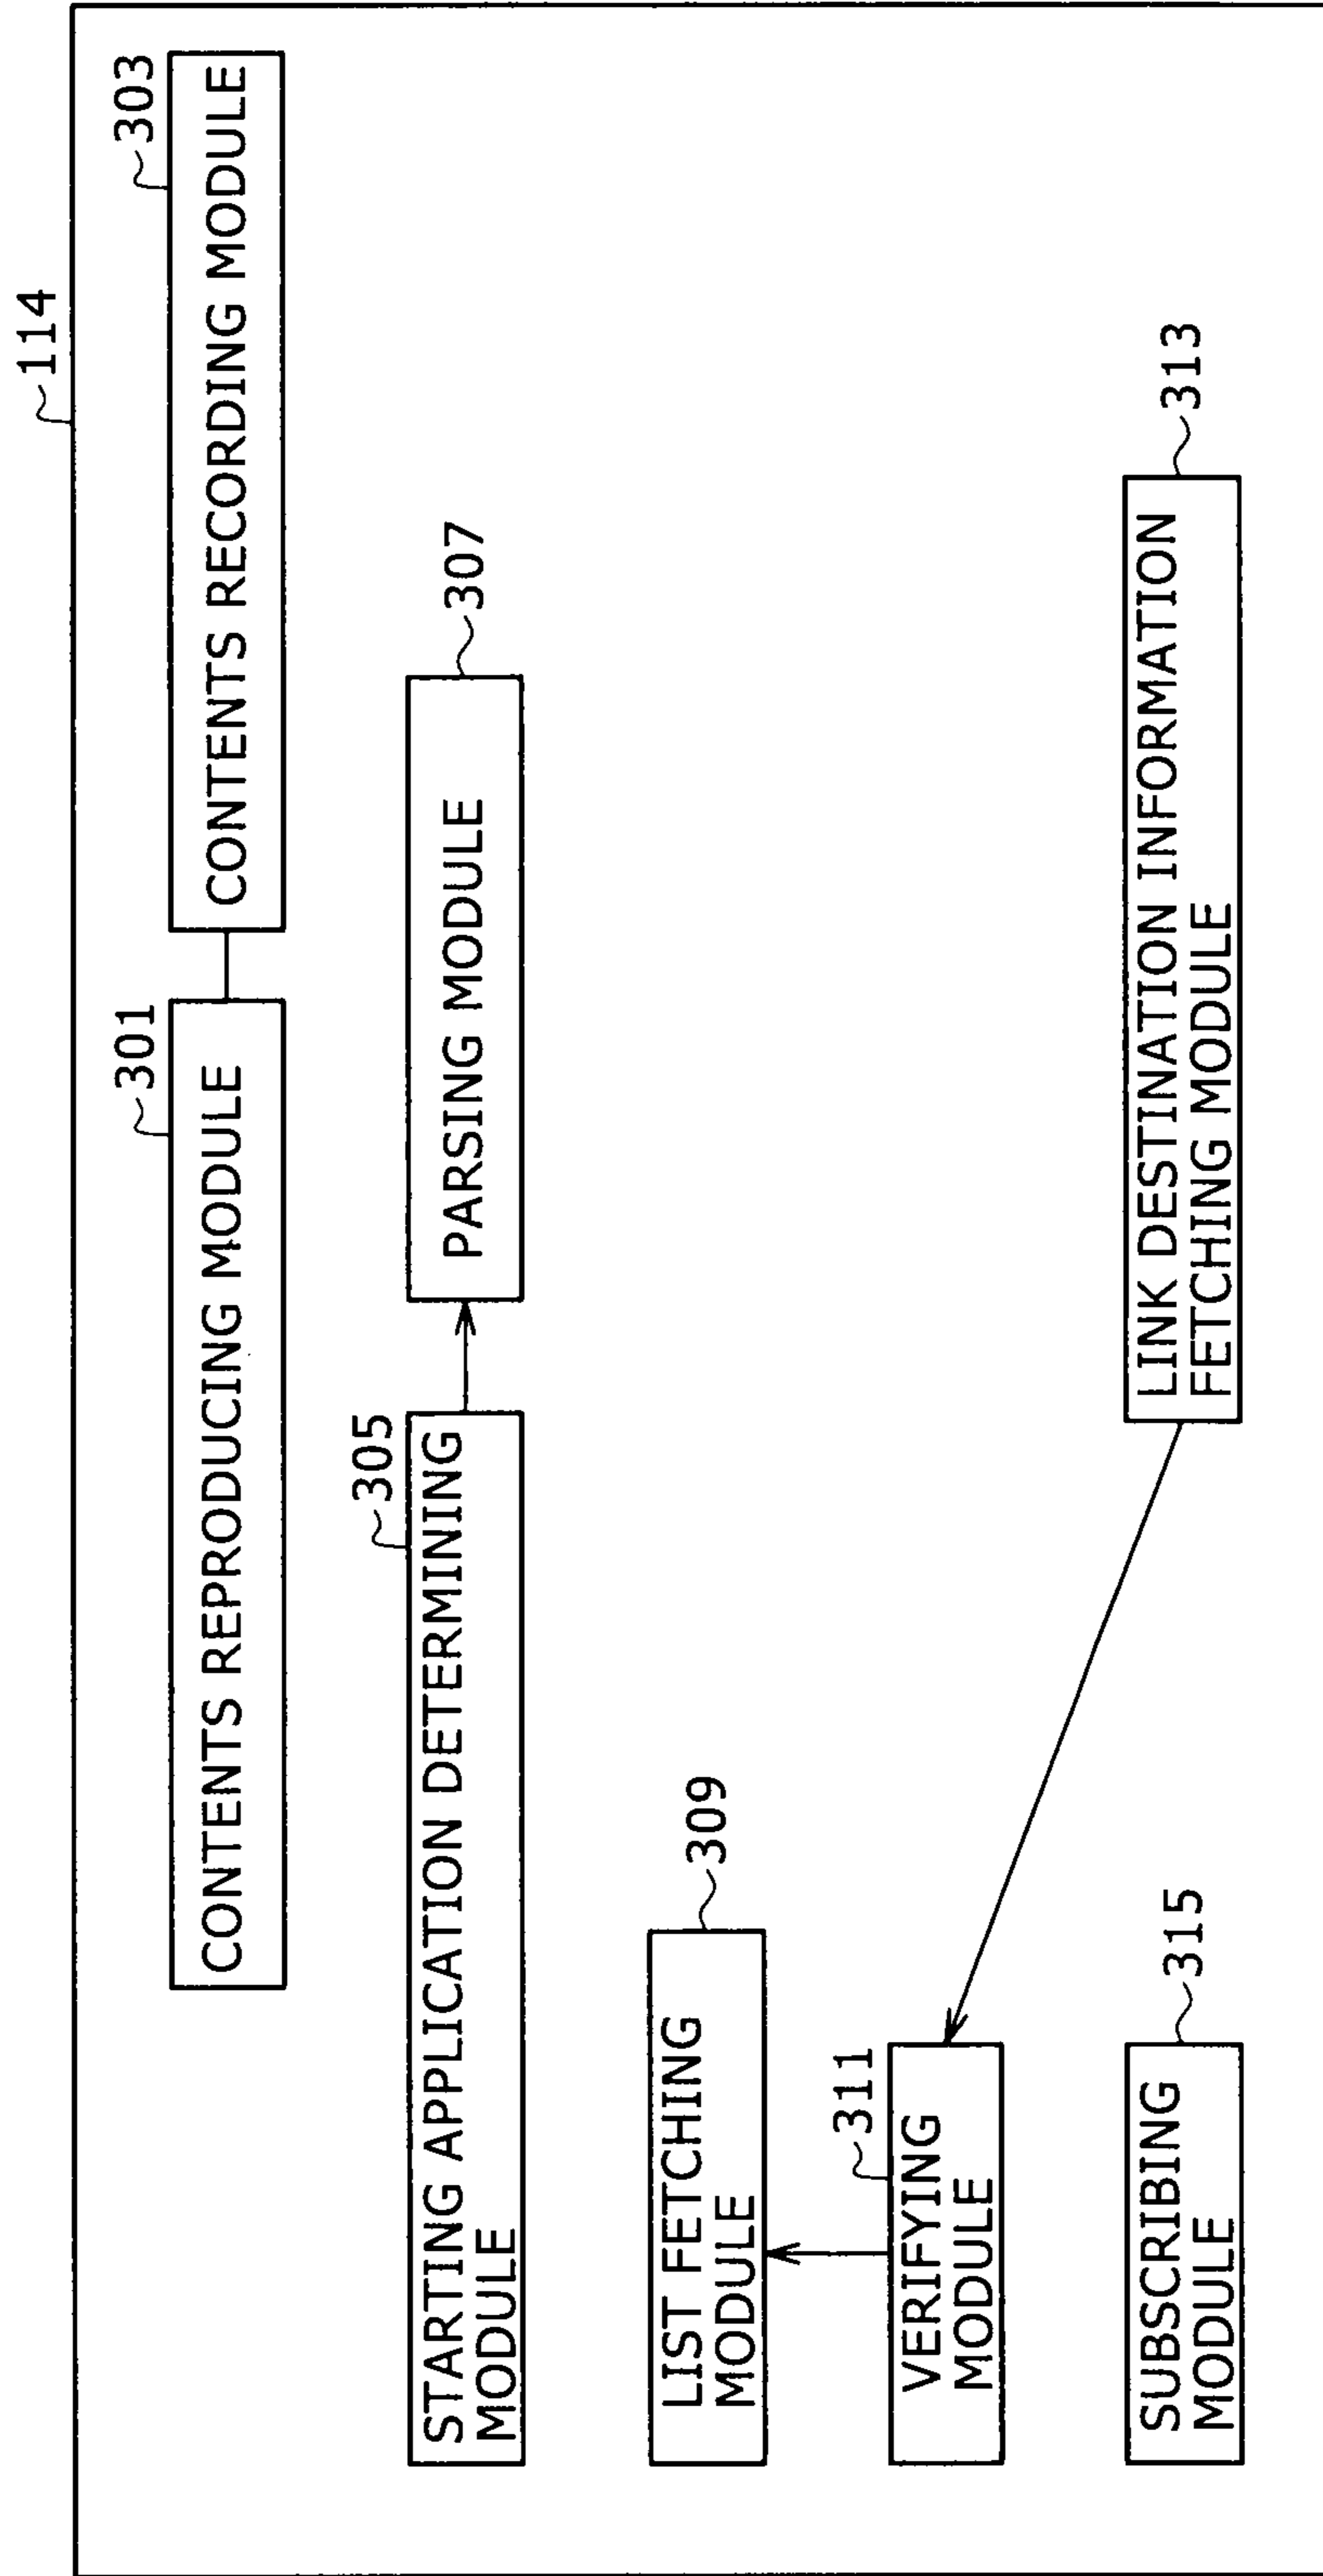 114
301
CONTENTS REPRODUCING MODULE
303
CONTENTS RECORDING MODULE
305
STARTING APPLICATION DETERMINING
MODULE
307
PARSING MODULE
309
LIST FETCHING
MODULE
311
VERIFYING
MODULE
313
LINK DESTINATION INFORMATION
FETCHING MODULE
315
SUBSCRIBING
MODULE